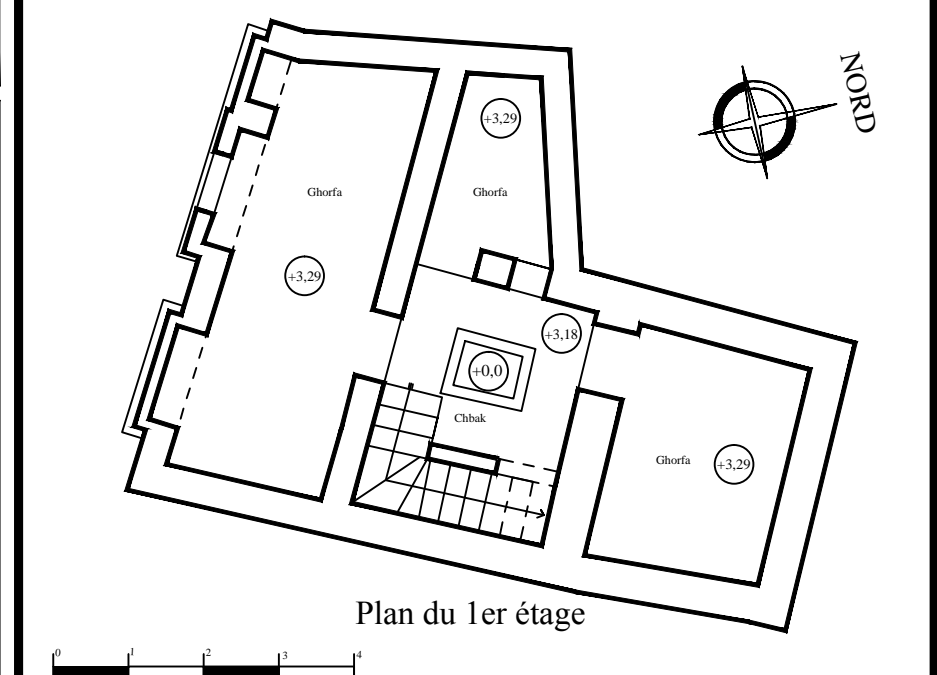 NORD
+3,29
Ghorfa
Ghorfa
+3,29
+3,18
+0,0
Chbak
Ghorfa
+3,29
Plan du 1er étage
0 1 2 3 4